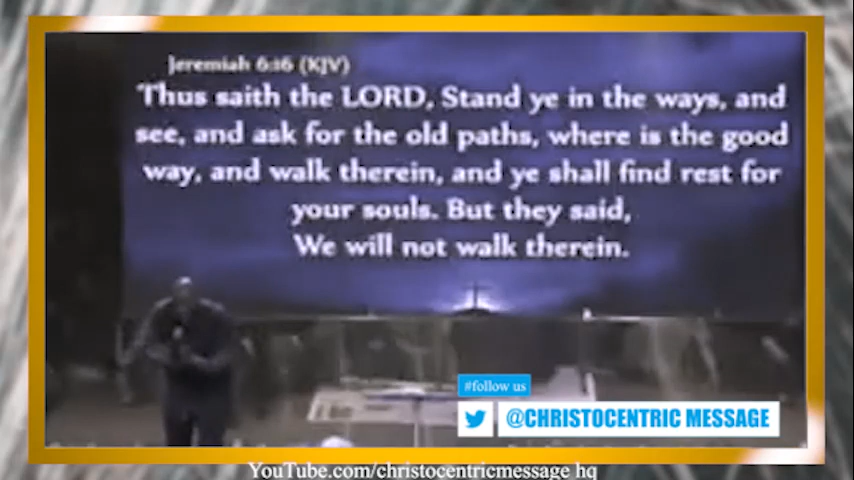 Jeremiah 6:16 (KJV)
Thus saith the LORD, Stand ye in the ways, and
see, and ask for the old paths, where is the good
way, and walk therein, and ye shall find rest for
your souls. But they said,
We will not walk therein.
#follow us
@CHRISTOCENTRIC MESSAGE
YouTube.com/christocentricmessage hq